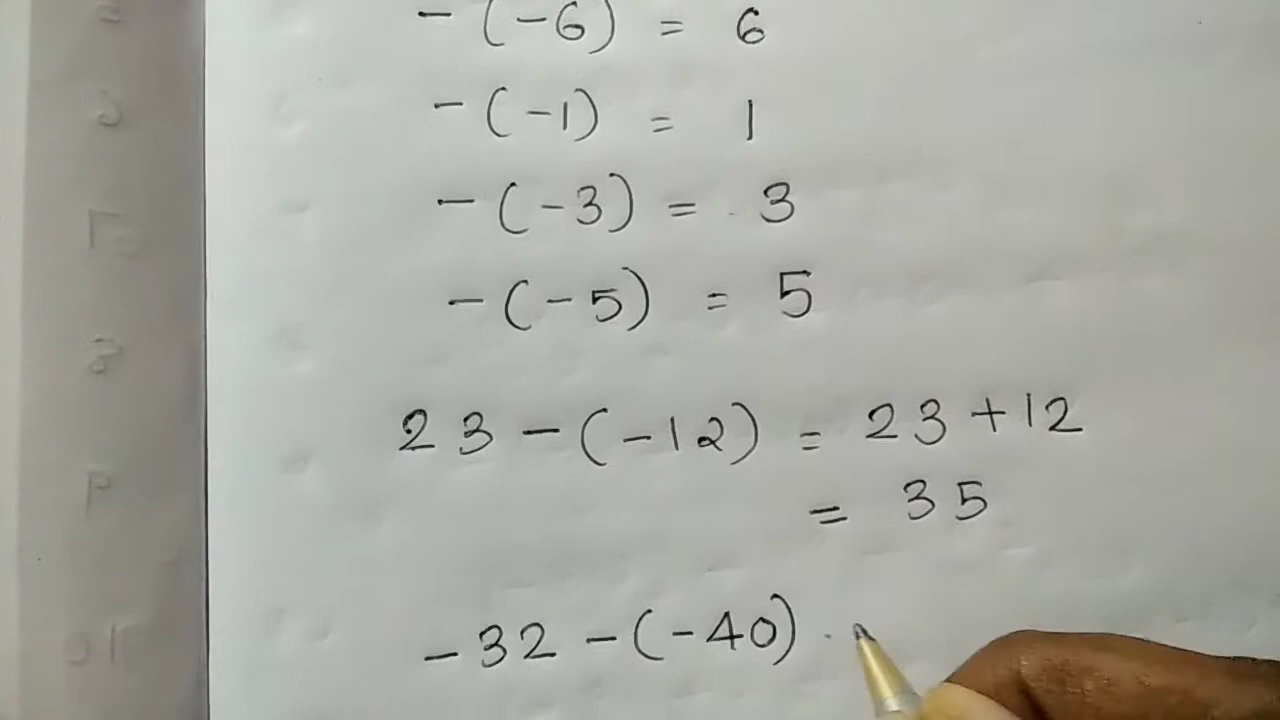 -(-6) = 6
-(-1) = 1
-(-3) = 3
-(-5) = 5
23-(-12) = 23+12
= 35
-32-(-40)